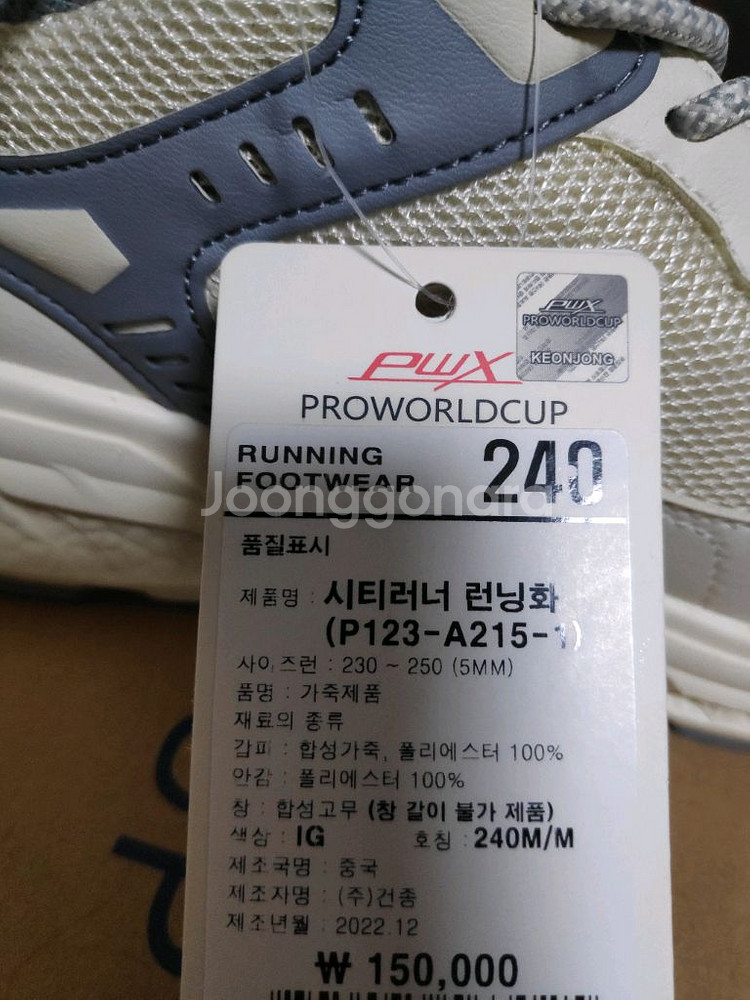 PWX
PROWORLDCUP
KEONJONG
PWX
PROWORLDCUP
RUNNING
FOOTWEAR
240
Joonggonara
품질표시
제품명 : 시티러너 런닝화
(P123-A215-1)
사이즈런 : 230 ~ 250 (5MM)
품명 : 가죽제품
재료의 종류
갑피 : 합성가죽, 폴리에스터 100%
안감 : 폴리에스터 100%
창 : 합성고무 (창 갈이 불가 제품)
색상 : IG 호칭 : 240M/M
제조국명 : 중국
제조자명 : (주)건종
제조년월 : 2022.12
₩ 150,000